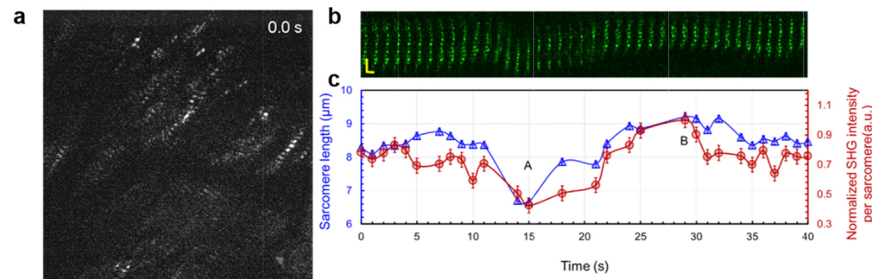 a
0.0 s
b
c
Sarcomere length (μm)
10
9
8
7
6
A
B
1.1
0.9
0.7
0.5
0.3
Normalized SHG intensity
per sarcomere(a.u.)
0 5 10 15 20 25 30 35 40
Time (s)